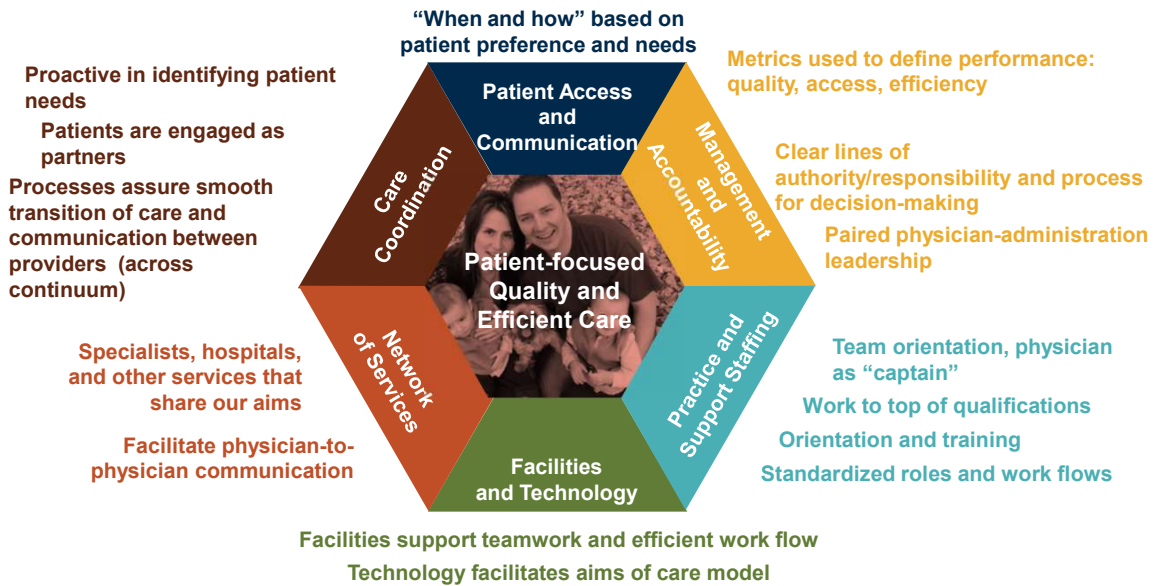 “When and how” based on
patient preference and needs
Patient Access
and
Communication
Metrics used to define performance:
quality, access, efficiency
Clear lines of
authority/responsibility and process
for decision-making
Paired physician-administration
leadership
Management
and
Accountability
Team orientation, physician
as “captain”
Work to top of qualifications
Orientation and training
Standardized roles and work flows
Practice and
Support Staffing
Facilities
and Technology
Facilities support teamwork and efficient work flow
Technology facilitates aims of care model
Network
of Services
Specialists, hospitals,
and other services that
share our aims
Facilitate physician-to-
physician communication
Care
Coordination
Proactive in identifying patient
needs
Patients are engaged as
partners
Processes assure smooth
transition of care and
communication between
providers (across
continuum)
Patient-focused
Quality and
Efficient Care